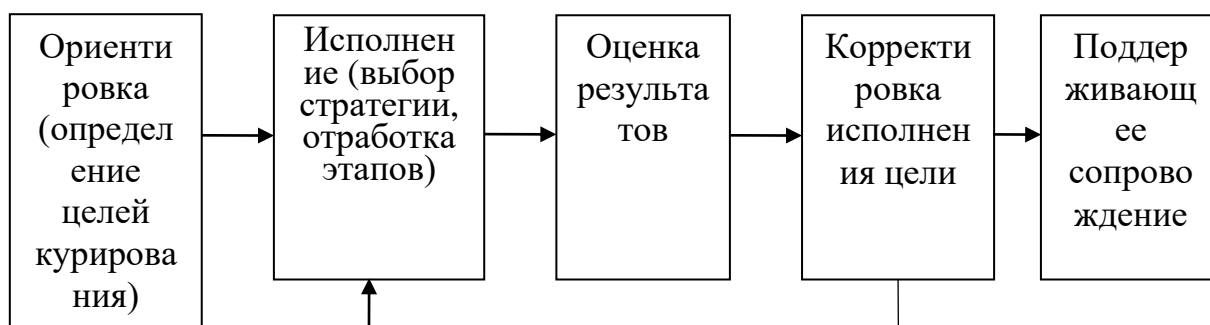 Ориенти
ровка
(определ
ение
целей
курирова
ния)
Исполнен
ие (выбор
стратегии,
отработка
этапов)
Оценка
результа
тов
Корректи
ровка
исполнен
ия цели
Поддер
живающ
ее
сопрово
ждение